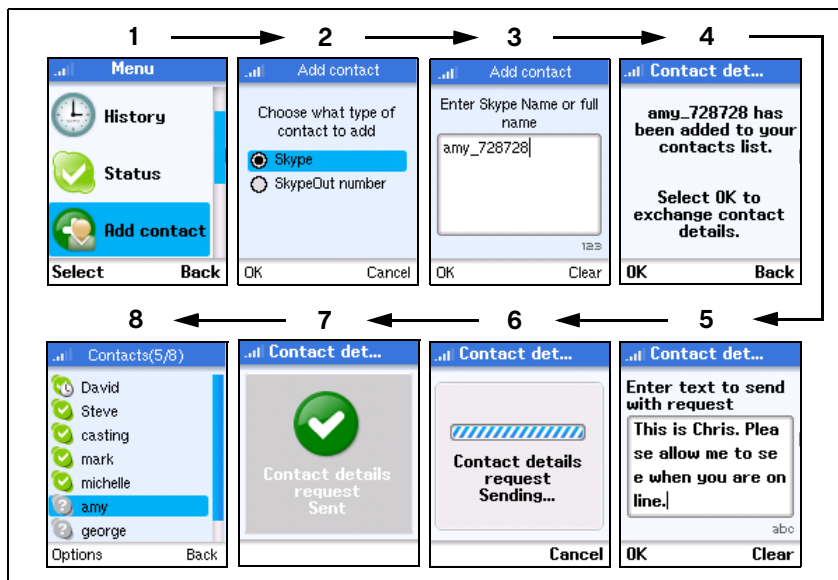 1
2
3
4
Menu
History
Status
Add contact
Select Back
Add contact
Choose what type of
contact to add
Skype
SkypeOut number
OK Cancel
Add contact
Enter Skype Name or full
name
amy_728728
123
OK Clear
Contact det...
amy_728728 has
been added to your
contacts list.
Select OK to
exchange contact
details.
OK Back
5
Contact det...
Enter text to send
with request
This is Chris. Plea
se allow me to se
e when you are on
line.
abc
OK Clear
6
Contact det...
Contact details
request
Sending...
Cancel
7
Contact det...
Contact details
request
Sent
8
Contacts(5/8)
David
Steve
casting
mark
michelle
amy
george
Options Back